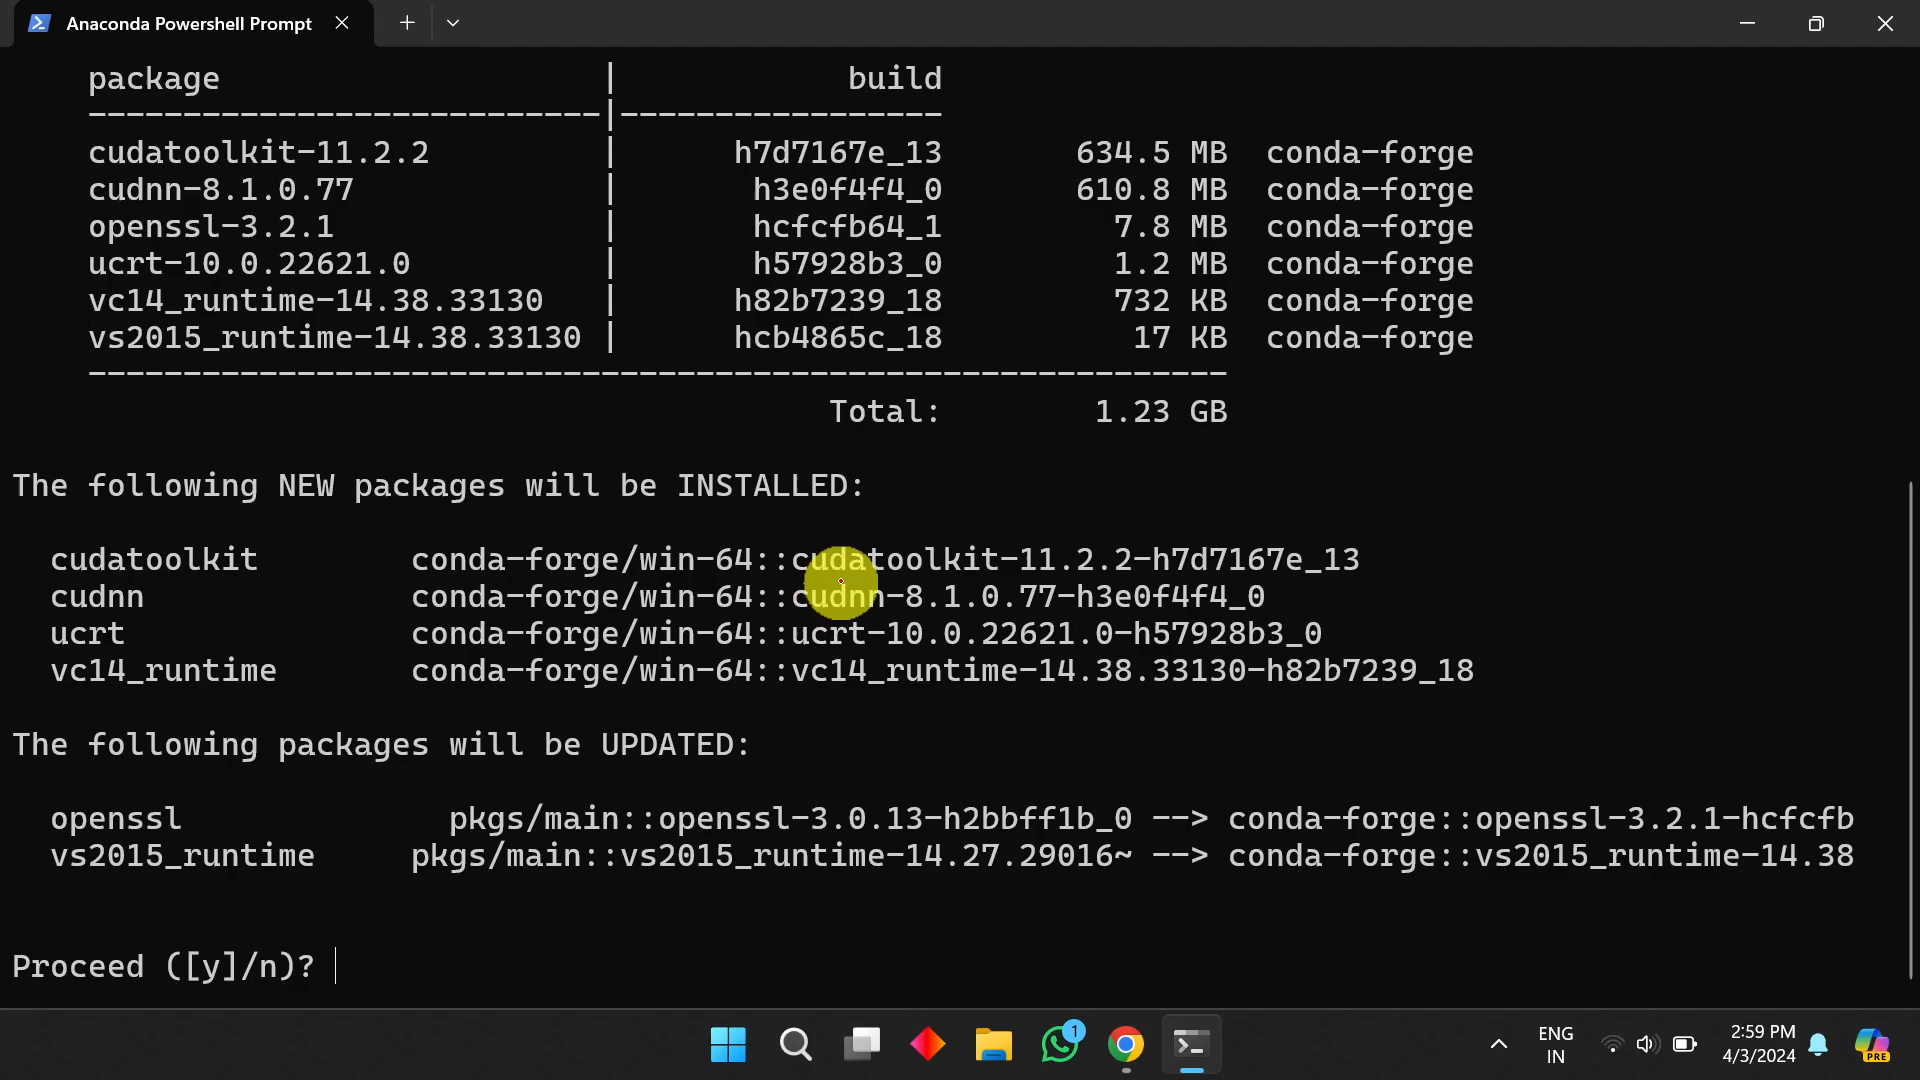 Anaconda Powershell Prompt
package | build
---------------------------|-----------------
cudatoolkit-11.2.2 | h7d7167e_13 634.5 MB conda-forge
cudnn-8.1.0.77 | h3e0f4f4_0 610.8 MB conda-forge
openssl-3.2.1 | hcfcfb64_1 7.8 MB conda-forge
ucrt-10.0.22621.0 | h57928b3_0 1.2 MB conda-forge
vc14_runtime-14.38.33130 | h82b7239_18 732 KB conda-forge
vs2015_runtime-14.38.33130 | hcb4865c_18 17 KB conda-forge
------------------------------------------------------------
Total: 1.23 GB
The following NEW packages will be INSTALLED:
cudatoolkit conda-forge/win-64::cudatoolkit-11.2.2-h7d7167e_13
cudnn conda-forge/win-64::cudnn-8.1.0.77-h3e0f4f4_0
ucrt conda-forge/win-64::ucrt-10.0.22621.0-h57928b3_0
vc14_runtime conda-forge/win-64::vc14_runtime-14.38.33130-h82b7239_18
The following packages will be UPDATED:
openssl pkgs/main::openssl-3.0.13-h2bbff1b_0 --> conda-forge::openssl-3.2.1-hcfcfb
vs2015_runtime pkgs/main::vs2015_runtime-14.27.29016~ --> conda-forge::vs2015_runtime-14.38
Proceed ([y]/n)?
1
ENG
IN
2:59 PM
4/3/2024
PRE